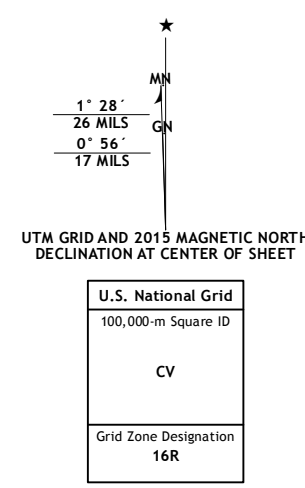 ★
MN
1° 28´
26 MILS
GN
0° 56´
17 MILS
UTM GRID AND 2015 MAGNETIC NORTH
DECLINATION AT CENTER OF SHEET
U.S. National Grid
100,000-m Square ID
CV
Grid Zone Designation
16R